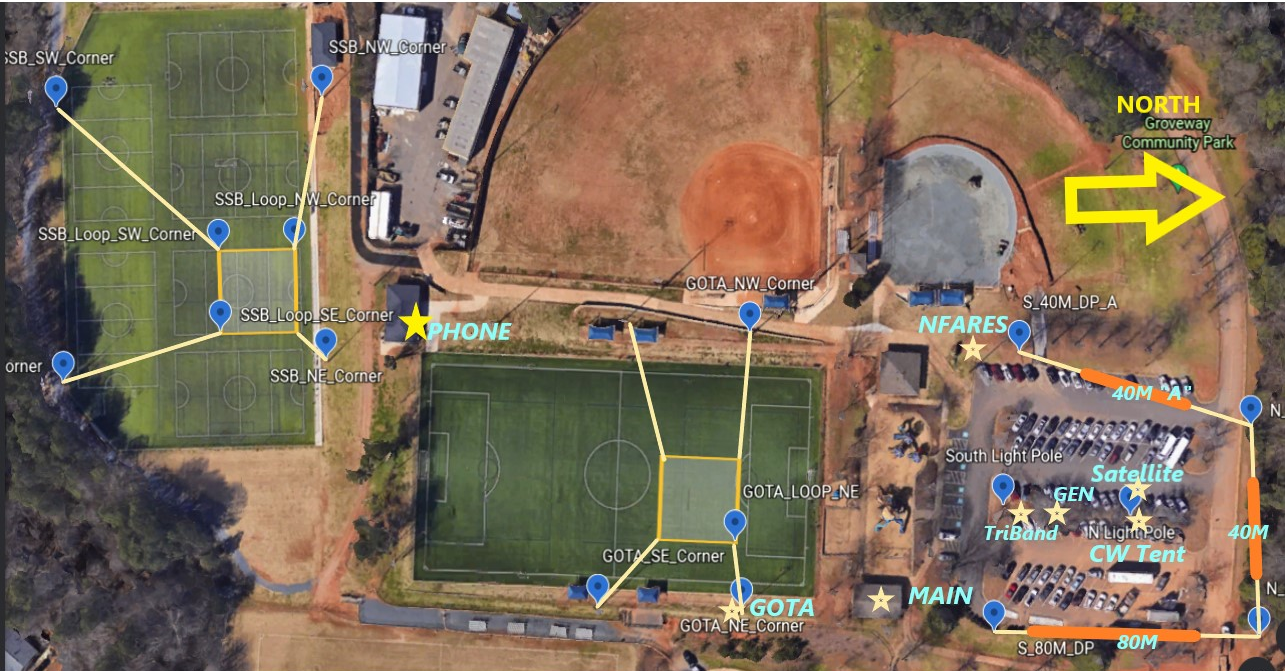 SSB_SW_Corner
SSB_NW_Corner
NORTH
Groveway
Community Park
SSB_Loop_NW_Corner
SSB_Loop_SW_Corner
GOTA_NW_Corner
S_40M_DP_A
SSB_Loop_SE_Corner
PHONE
NFARES
orner
SSB_NE_Corner
40M "A"
N_
South Light Pole
Satellite
GOTA_LOOP_NE
GEN
TriBand
N Light Pole
40M
GOTA_SE_Corner
CW Tent
N_
GOTA
MAIN
GOTA_NE_Corner
S_80M_DP
80M